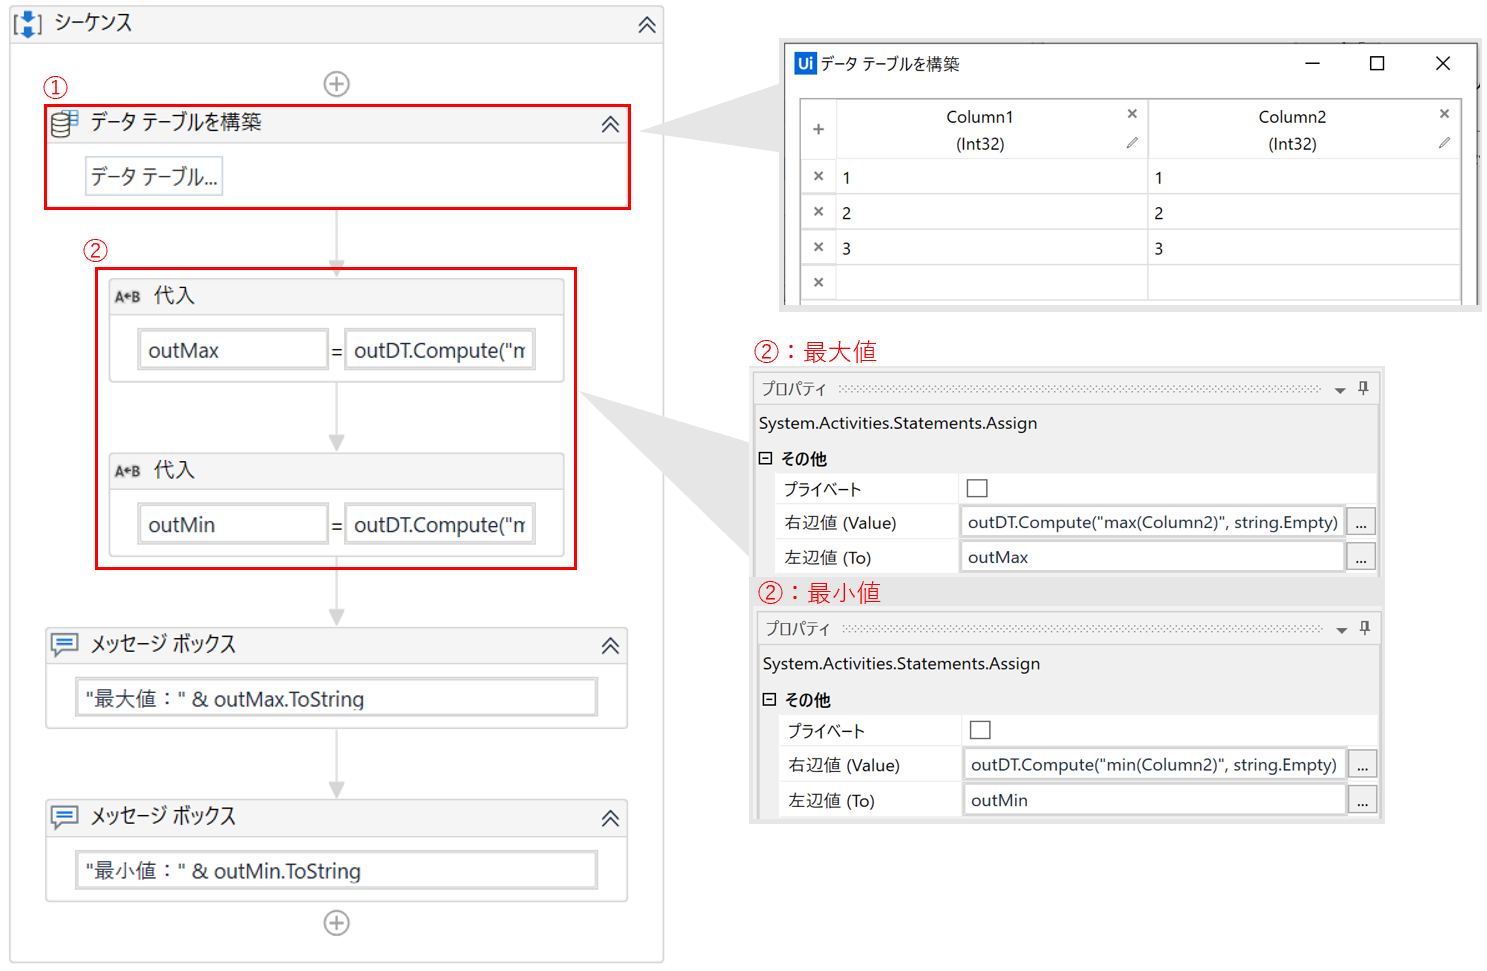 シーケンス
①
データ テーブルを構築
データ テーブル...
②
A←B 代入
outMax = outDT.Compute("m
A←B 代入
outMin = outDT.Compute("m
メッセージ ボックス
"最大値：" & outMax.ToString
メッセージ ボックス
"最小値：" & outMin.ToString
Ui データ テーブルを構築
Column1 Column2
(Int32) (Int32)
1 1
2 2
3 3
②：最大値
プロパティ
System.Activities.Statements.Assign
その他
プライベート
右辺値 (Value) outDT.Compute("max(Column2)", string.Empty) ...
左辺値 (To) outMax ...
②：最小値
プロパティ
System.Activities.Statements.Assign
その他
プライベート
右辺値 (Value) outDT.Compute("min(Column2)", string.Empty) ...
左辺値 (To) outMin ...